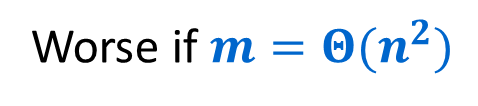 Worse if m = Θ(n²)